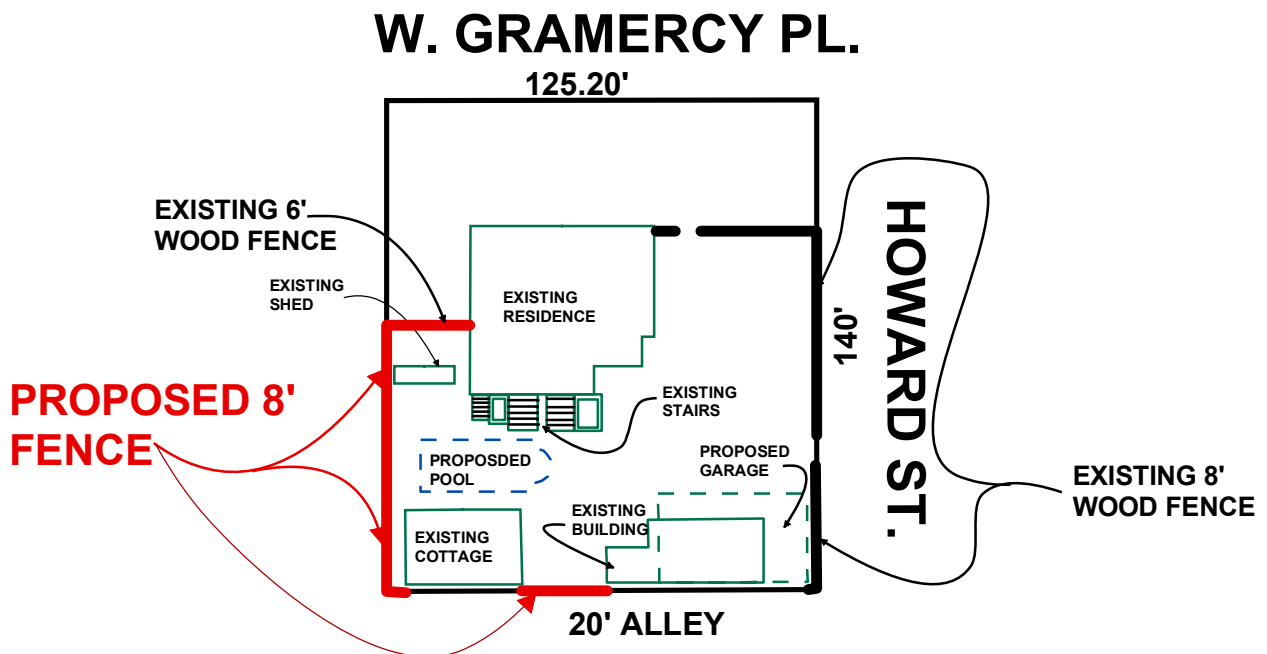 W. GRAMERCY PL.
125.20'
EXISTING 6'
WOOD FENCE
EXISTING
SHED
EXISTING
RESIDENCE
HOWARD ST.
140'
PROPOSED 8'
FENCE
EXISTING
STAIRS
PROPOSDED
POOL
PROPOSED
GARAGE
EXISTING 8'
WOOD FENCE
EXISTING
BUILDING
EXISTING
COTTAGE
20' ALLEY